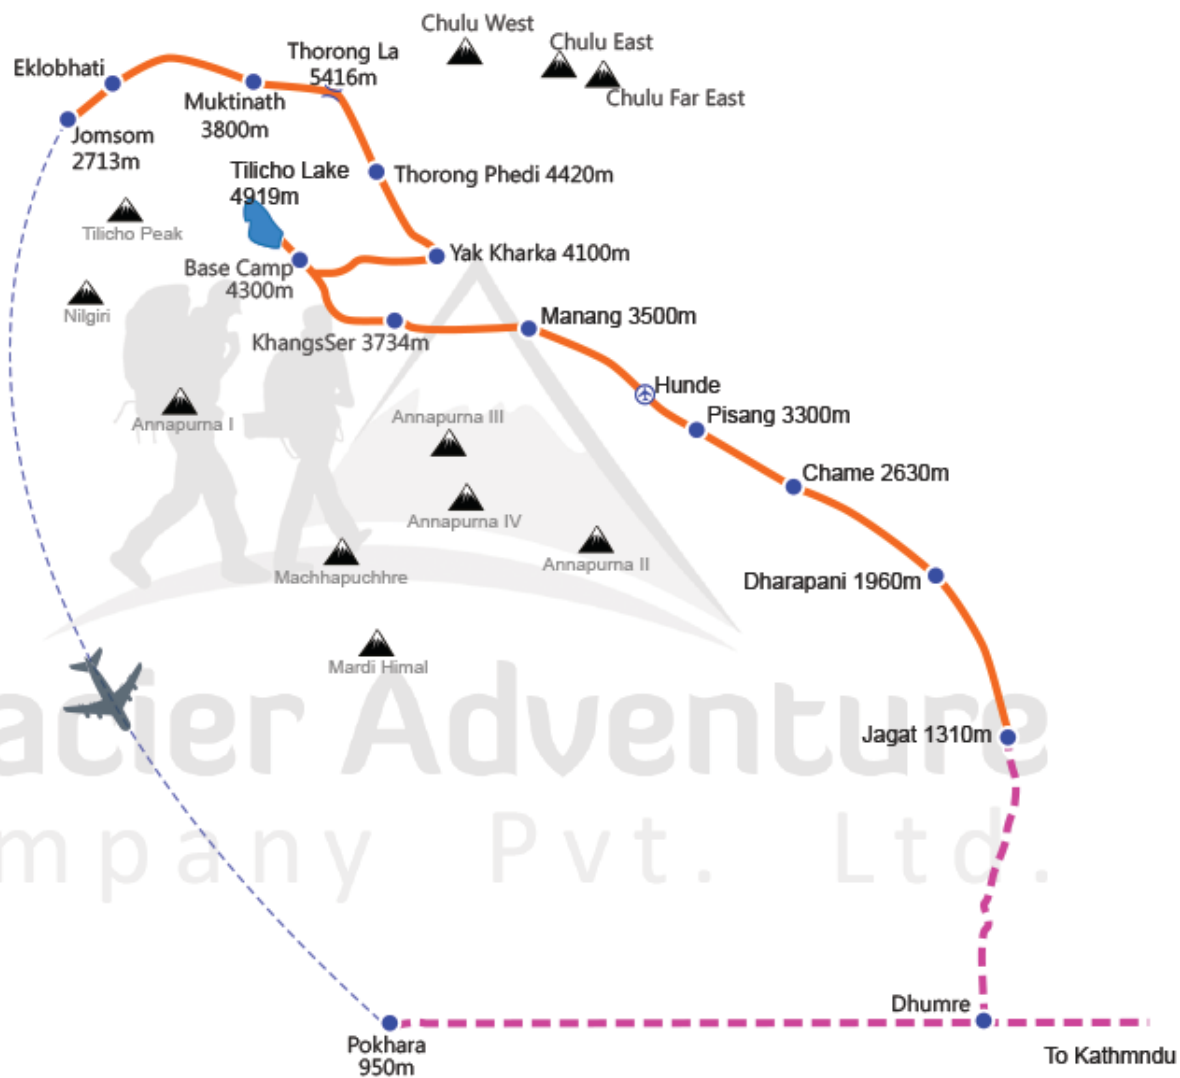 Chulu West
Chulu East
Chulu Far East
Thorong La
5416m
Eklobhati
Muktinath
3800m
Jomsom
2713m
Tilicho Lake
4919m
Thorong Phedi 4420m
Tilicho Peak
Yak Kharka 4100m
Base Camp
4300m
Nilgiri
KhangsSer 3734m
Manang 3500m
Hunde
Pisang 3300m
Annapurna I
Annapurna III
Chame 2630m
Annapurna IV
Annapurna II
Machhapuchhre
Dharapani 1960m
Mardi Himal
acier Adventure
Jagat 1310m
mpany Pvt. Ltd.
Dhumre
Pokhara
950m
To Kathmndu